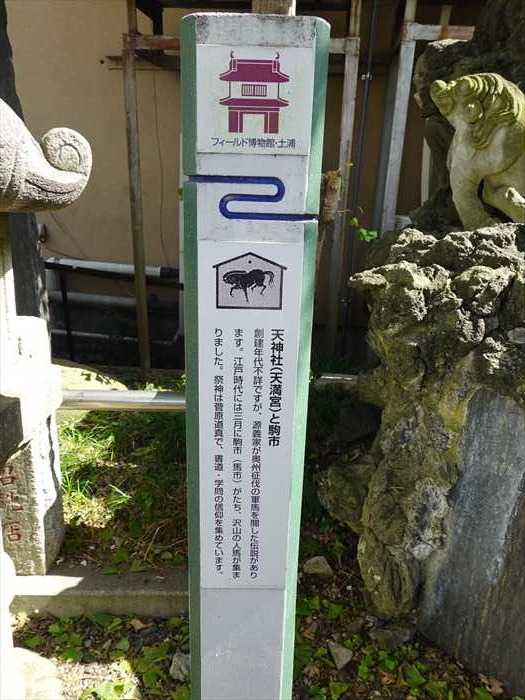 フィールド博物館・土浦
天神社(天満宮)と駒市
創建年代不詳ですが、源義家が奥州征伐の軍馬を閲した伝説があり
ます。江戸時代には三月に駒市(馬市)がたち、沢山の人馬が集ま
りました。祭神は菅原道真で、書道・学問の信仰を集めています。